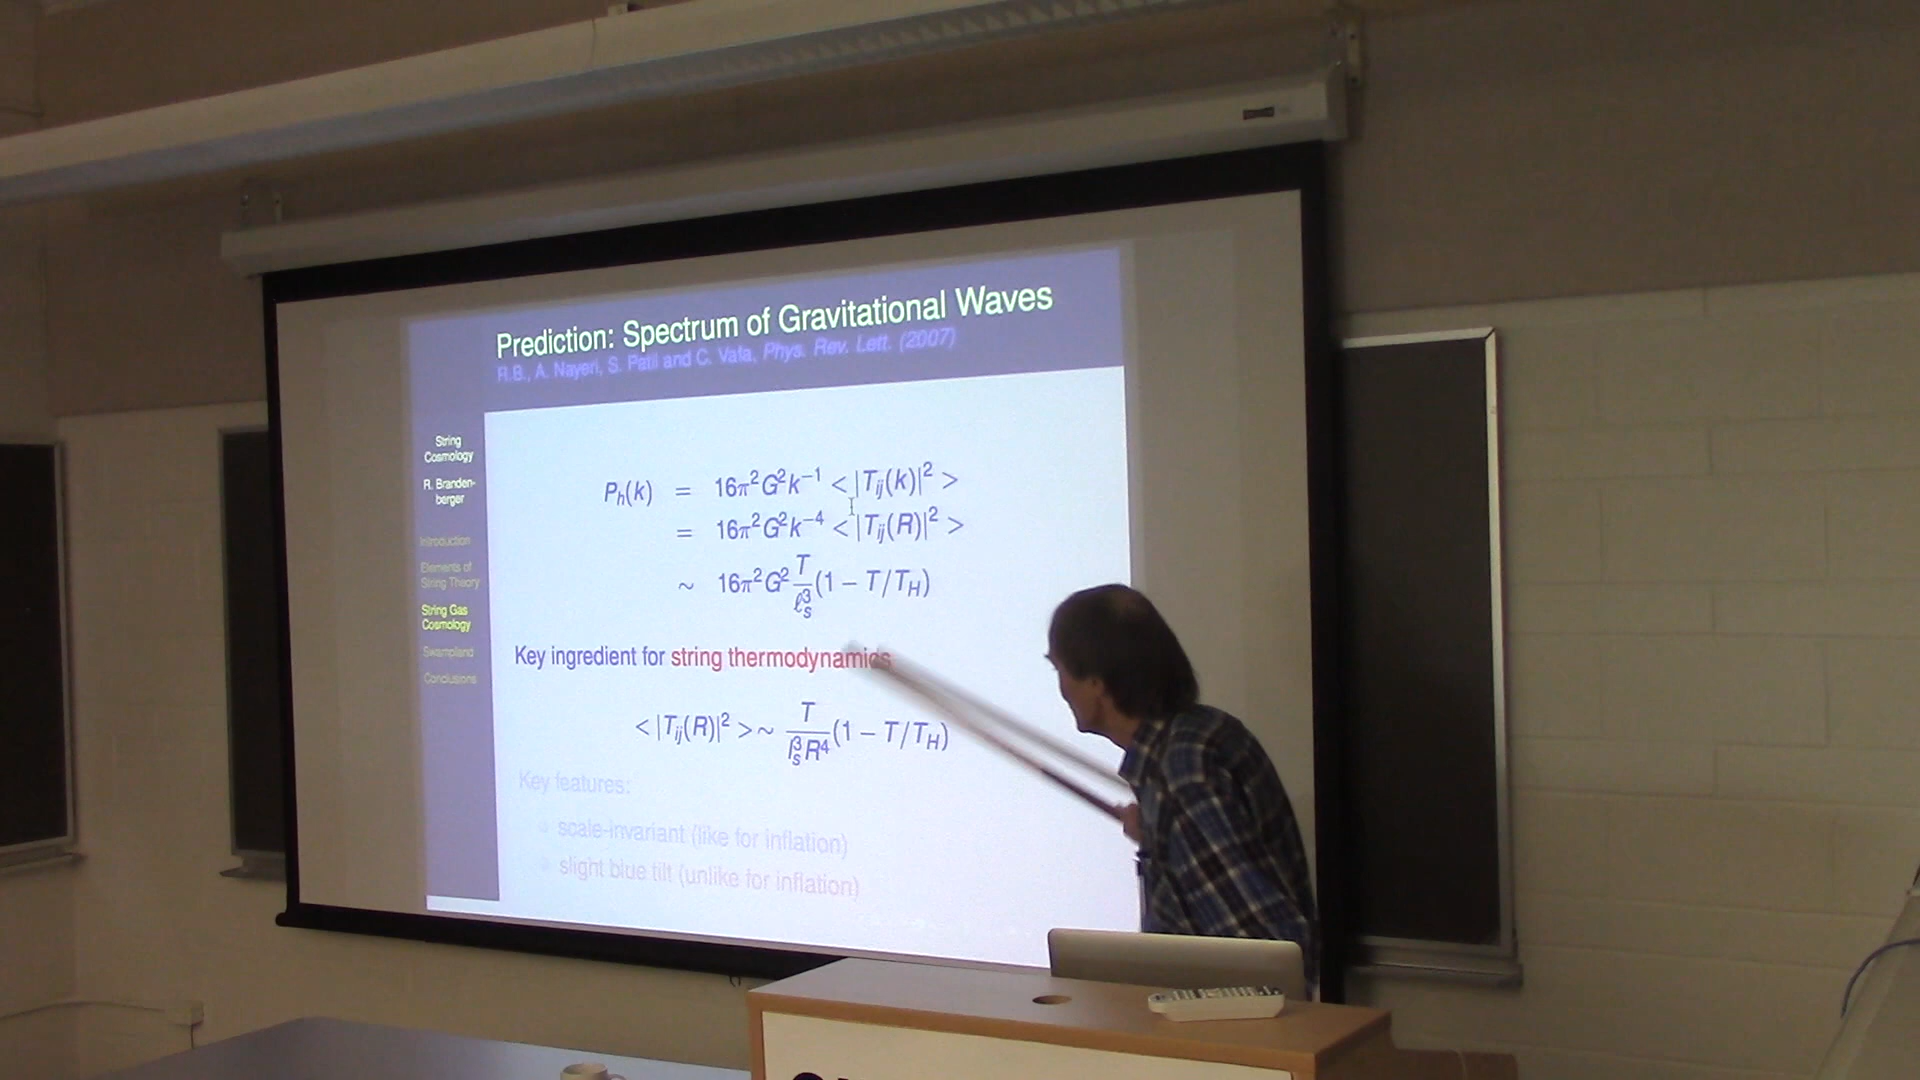 Prediction: Spectrum of Gravitational Waves
R.B., A. Nayeri, S. Patil and C. Vafa, Phys. Rev. Lett. (2007)
String
Cosmology
R. Branden-
berger
Introduction
Elements of
String Theory
String Gas
Cosmology
Swampland
Conclusions
P_h(k) = 16π²G²k⁻¹ < |T_ij(k)|² >
= 16π²G²k⁻⁴ < |T_ij(R)|² >
~ 16π²G² T/ℓ_s³ (1 − T/T_H)
Key ingredient for string thermodynamics
< |T_ij(R)|² > ~ T/(l_s³R⁴) (1 − T/T_H)
Key features:
scale-invariant (like for inflation)
slight blue tilt (unlike for inflation)